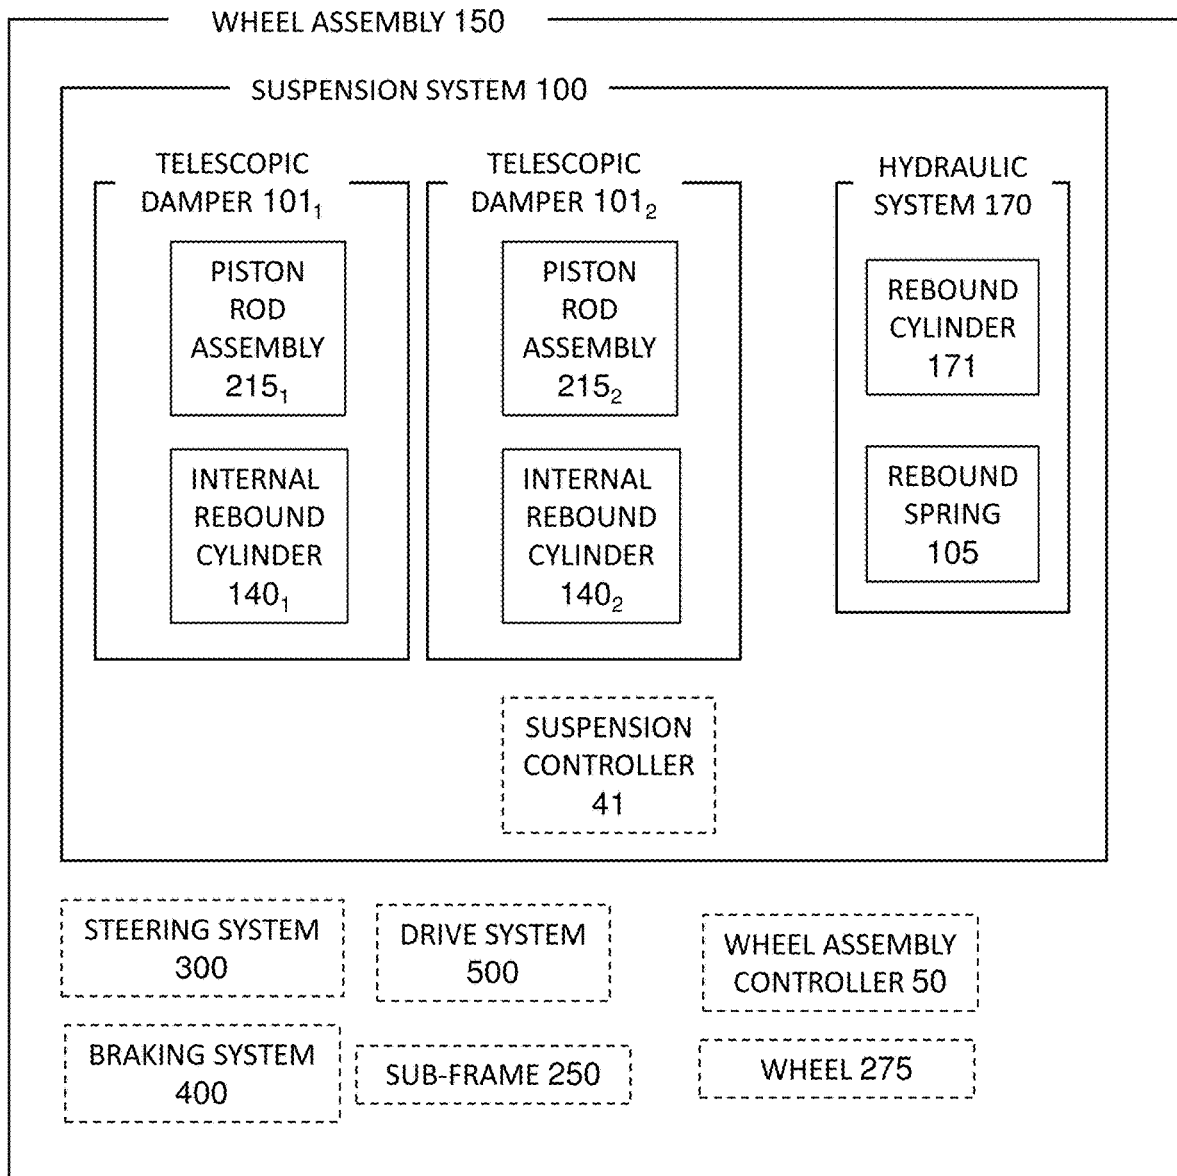 WHEEL ASSEMBLY 150
SUSPENSION SYSTEM 100
TELESCOPIC
DAMPER 101₁
PISTON
ROD
ASSEMBLY
215₁
INTERNAL
REBOUND
CYLINDER
140₁
TELESCOPIC
DAMPER 101₂
PISTON
ROD
ASSEMBLY
215₂
INTERNAL
REBOUND
CYLINDER
140₂
HYDRAULIC
SYSTEM 170
REBOUND
CYLINDER
171
REBOUND
SPRING
105
SUSPENSION
CONTROLLER
41
STEERING SYSTEM
300
DRIVE SYSTEM
500
WHEEL ASSEMBLY
CONTROLLER 50
BRAKING SYSTEM
400
SUB-FRAME 250
WHEEL 275